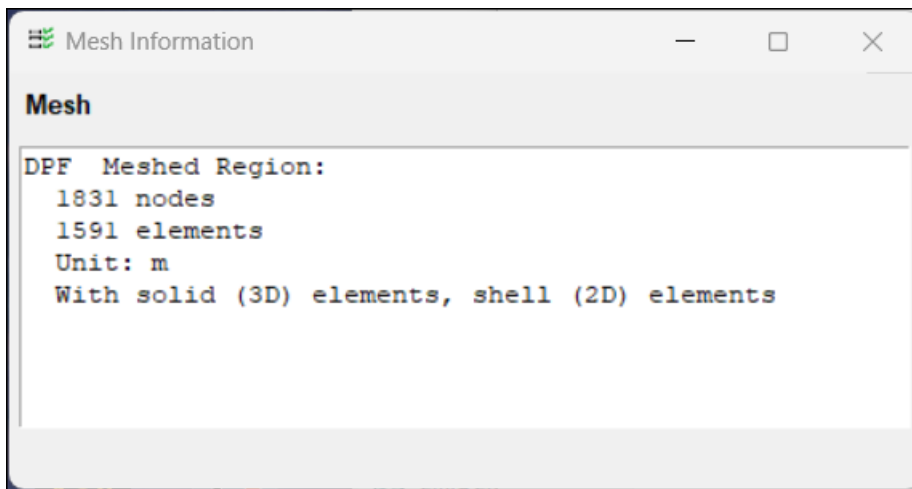 Mesh Information
Mesh
DPF  Meshed Region:
  1831 nodes
  1591 elements
  Unit: m
  With solid (3D) elements, shell (2D) elements